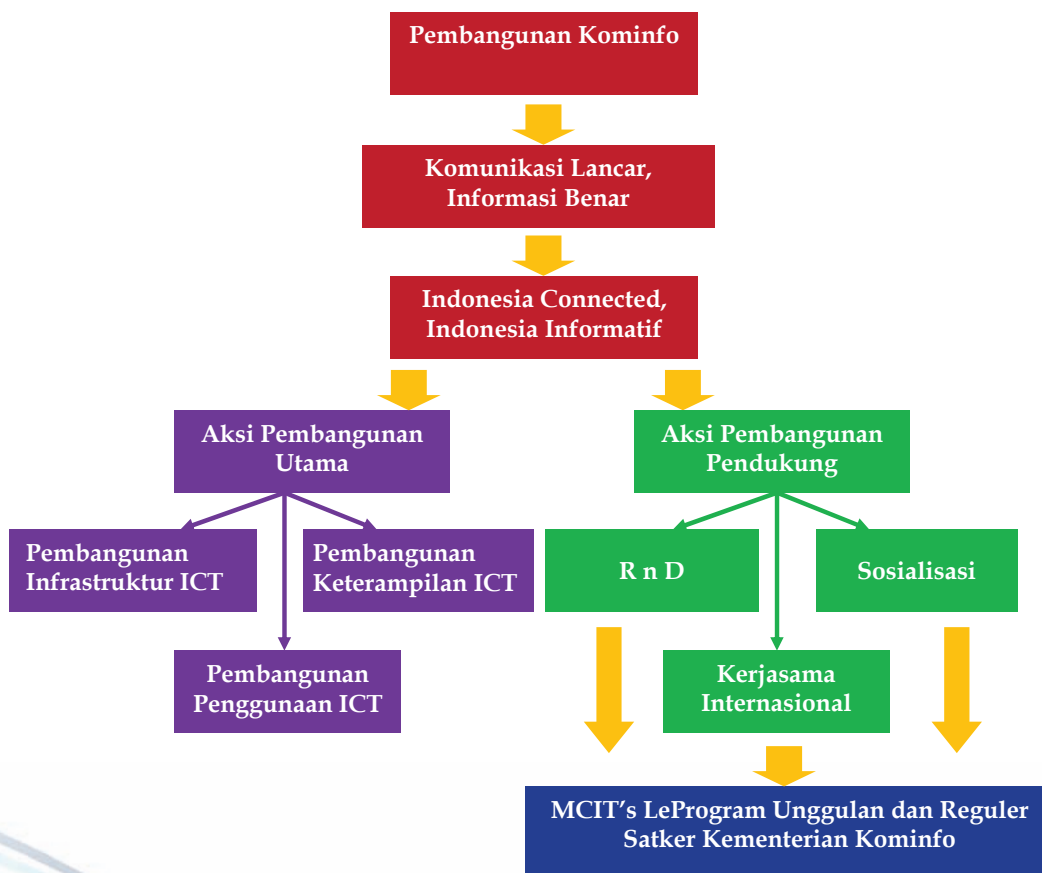 Pembangunan Kominfo
Komunikasi Lancar,
Informasi Benar
Indonesia Connected,
Indonesia Informatif
Aksi Pembangunan
Utama
Aksi Pembangunan
Pendukung
Pembangunan
Infrastruktur ICT
Pembangunan
Keterampilan ICT
R n D
Sosialisasi
Pembangunan
Penggunaan ICT
Kerjasama
Internasional
MCIT's LeProgram Unggulan dan Reguler
Satker Kementerian Kominfo